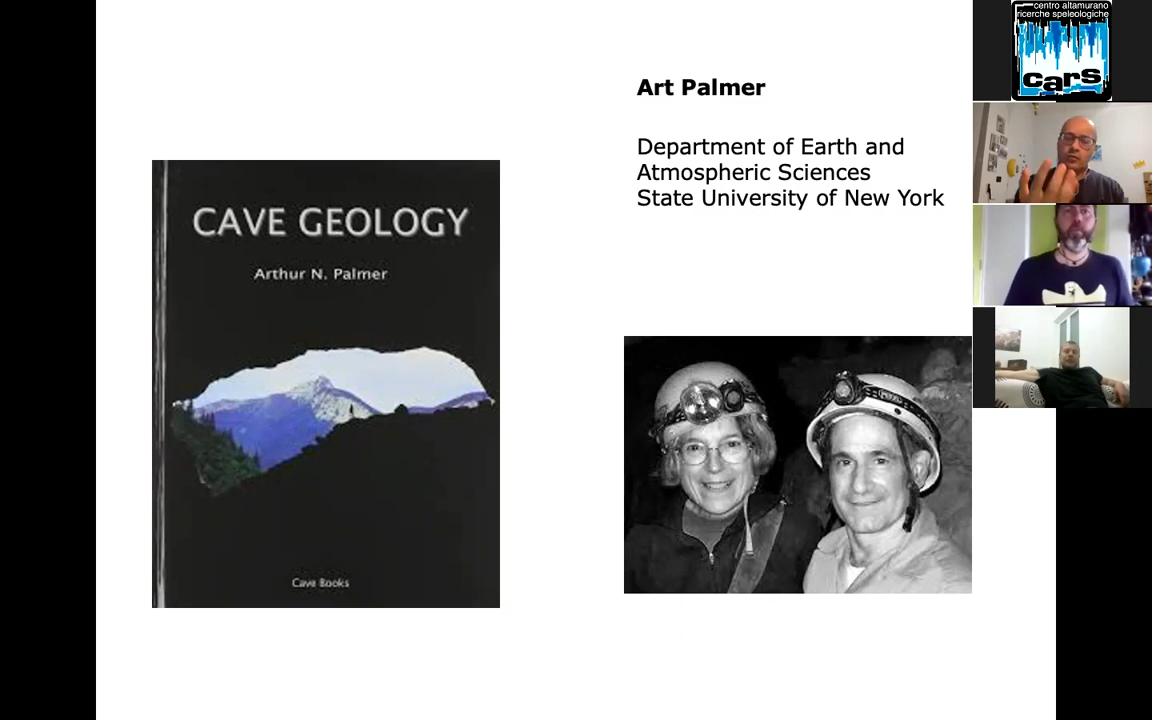 CAVE GEOLOGY
Arthur N. Palmer
Cave Books
Art Palmer
Department of Earth and
Atmospheric Sciences
State University of New York
centro altamurano
ricerche speleologiche
cars